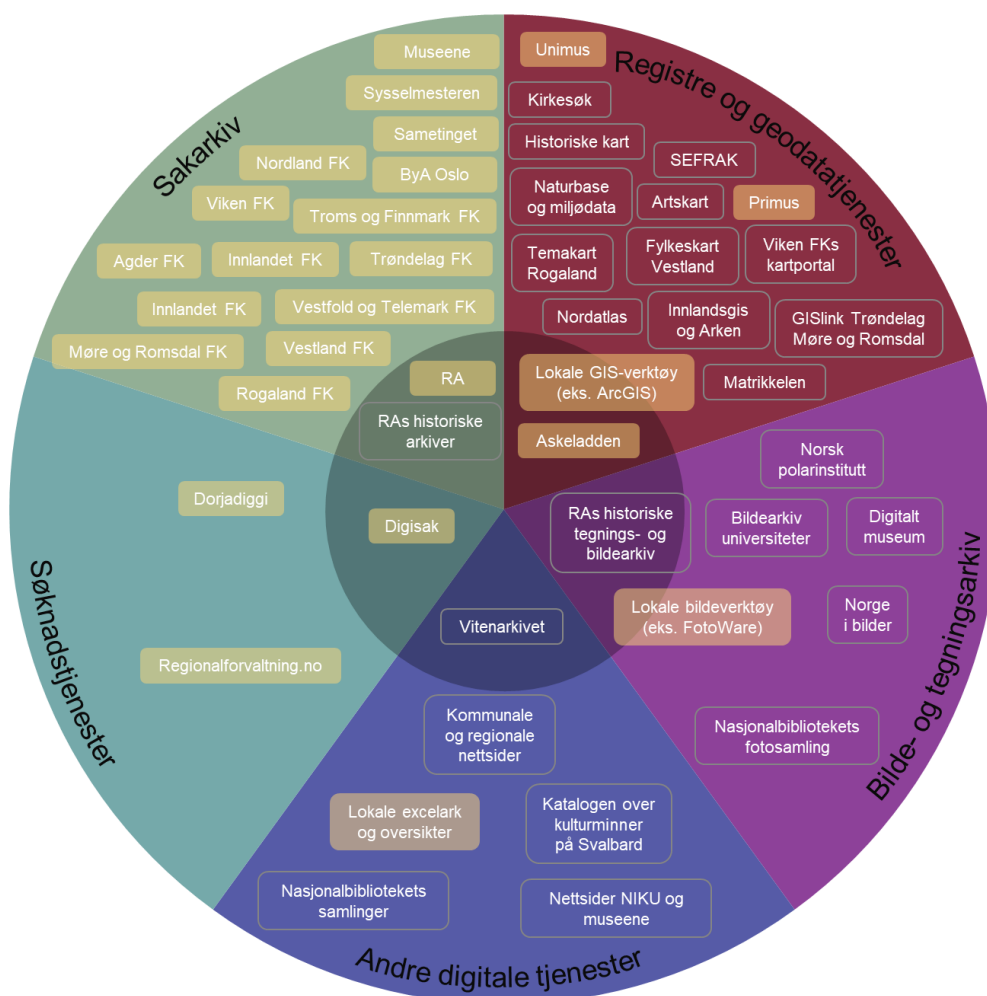 Sakarkiv
Museene
Sysselmesteren
Sametinget
Nordland FK
ByA Oslo
Viken FK
Troms og Finnmark FK
Agder FK
Innlandet FK
Trøndelag FK
Innlandet FK
Vestfold og Telemark FK
Møre og Romsdal FK
Vestland FK
Rogaland FK
RA
RAs historiske
arkiver
Registre og geodatatjenester
Unimus
Kirkesøk
Historiske kart
SEFRAK
Naturbase
og miljødata
Artskart
Primus
Temakart
Rogaland
Fylkeskart
Vestland
Viken FKs
kartportal
Nordatlas
Innlandsgis
og Arken
GISlink Trøndelag
Møre og Romsdal
Lokale GIS-verktøy
(eks. ArcGIS)
Matrikkelen
Askeladden
Bilde- og tegningsarkiv
Norsk
polarinstitutt
RAs historiske
tegnings- og
bildearkiv
Bildearkiv
universiteter
Digitalt
museum
Lokale bildeverktøy
(eks. FotoWare)
Norge
i bilder
Nasjonalbibliotekets
fotosamling
Søknadstjenester
Dorjadiggi
Digisak
Regionalforvaltning.no
Andre digitale tjenester
Vitenarkivet
Kommunale
og regionale
nettsider
Lokale excelark
og oversikter
Katalogen over
kulturminner
på Svalbard
Nasjonalbibliotekets
samlinger
Nettsider NIKU og
museene